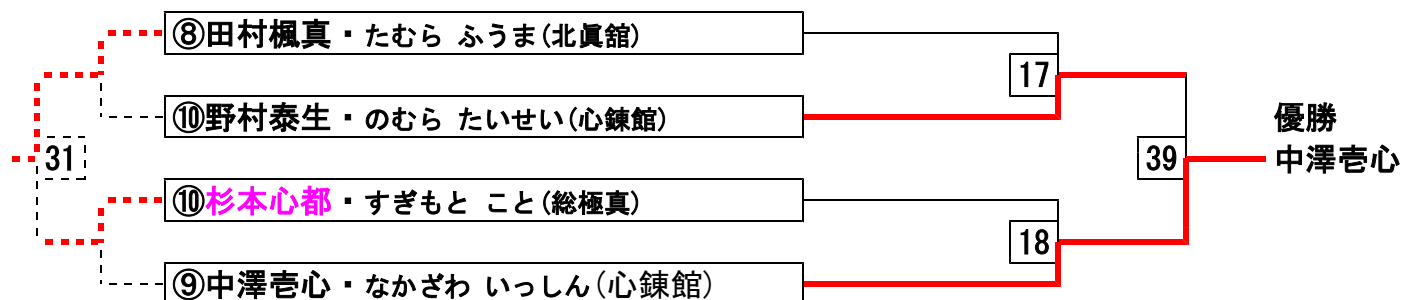 ⑧田村楓真・たむら ふうま(北眞舘)
17
⑩野村泰生・のむら たいせい(心錬館)
優勝
31
39
中澤壱心
⑩杉本心都・すぎもと こと(総極真)
18
⑨中澤壱心・なかざわ いっしん(心錬館)